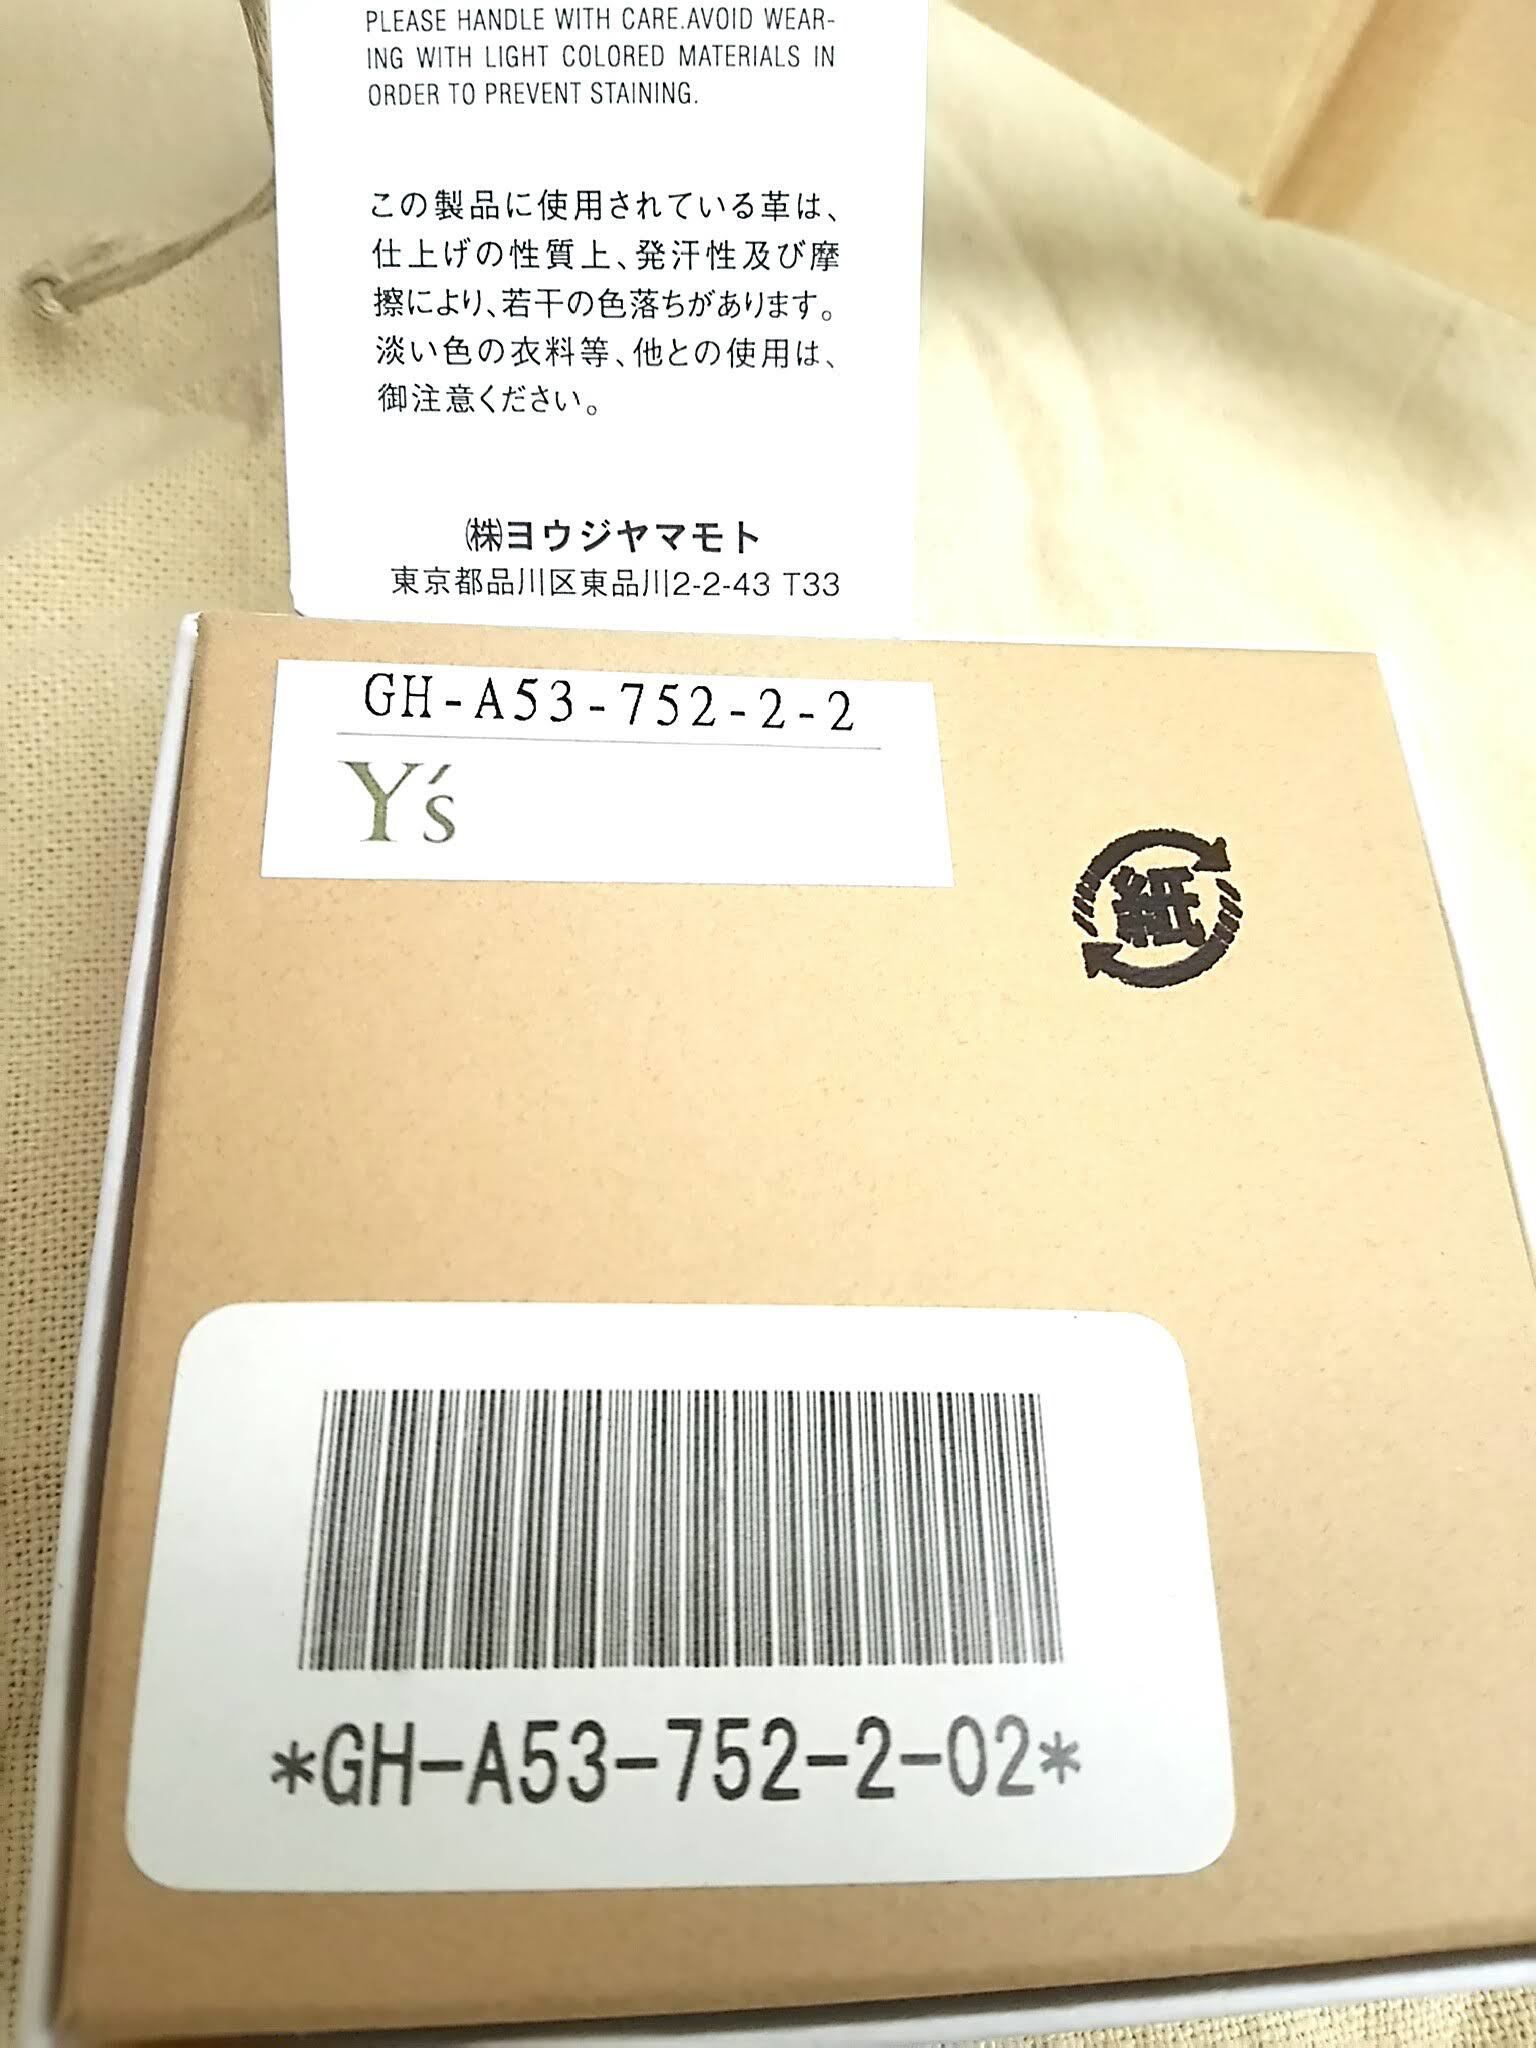 PLEASE HANDLE WITH CARE.AVOID WEAR-
ING WITH LIGHT COLORED MATERIALS IN
ORDER TO PREVENT STAINING.
この製品に使用されている革は、
仕上げの性質上、発汗性及び摩
擦により、若干の色落ちがあります。
淡い色の衣料等、他との使用は、
御注意ください。
㈱ヨウジヤマモト
東京都品川区東品川2-2-43 T33
GH-A53-752-2-2
Y's
紙
*GH-A53-752-2-02*